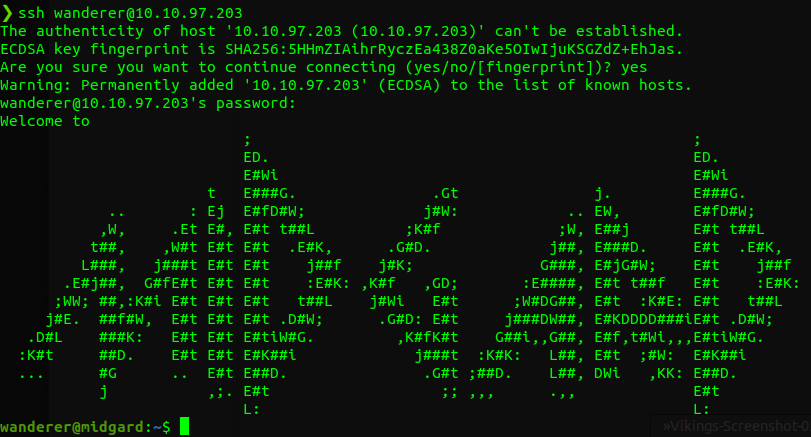 ❯ ssh wanderer@10.10.97.203
The authenticity of host '10.10.97.203 (10.10.97.203)' can't be established.
ECDSA key fingerprint is SHA256:5HHmZIAihrRyczEa438Z0aKe5OIwIjuKSGZdZ+EhJas.
Are you sure you want to continue connecting (yes/no/[fingerprint])? yes
Warning: Permanently added '10.10.97.203' (ECDSA) to the list of known hosts.
wanderer@10.10.97.203's password:
Welcome to
                           ;                                                 ;
                           ED.                                               ED.
                           E#Wi                                              E#Wi
                       t   E###G.               .Gt               j.         E###G.
            ..       : Ej  E#fD#W;             j#W:            .. EW,        E#fD#W;
           ,W,     .Et E#, E#t t##L          ;K#f             ;W, E##j       E#t t##L
          t##,    ,W#t E#t E#t  .E#K,      .G#D.             j##, E###D.     E#t  .E#K,
         L###,   j###t E#t E#t    j##f    j#K;              G###, E#jG#W;    E#t    j##f
       .E#j##,  G#fE#t E#t E#t    :E#K: ,K#f   ,GD;       :E####, E#t t##f   E#t    :E#K:
      ;WW; ##,:K#i E#t E#t E#t   t##L    j#Wi   E#t      ;W#DG##, E#t  :K#E: E#t   t##L
     j#E.  ##f#W,  E#t E#t E#t .D#W;      .G#D: E#t     j###DW##, E#KDDDD###iE#t .D#W;
   .D#L    ###K:   E#t E#t E#tiW#G.         ,K#fK#t    G##i,,G##, E#f,t#Wi,,,E#tiW#G.
  :K#t     ##D.    E#t E#t E#K##i             j###t  :K#K:   L##, E#t  ;#W:  E#K##i
  ...      #G      ..  E#t E##D.               .G#t ;##D.    L##, DWi   ,KK: E##D.
           j           ,;. E#t                   ;; ,,,      .,,             E#t
                           L:                                                L:
wanderer@midgard:~$